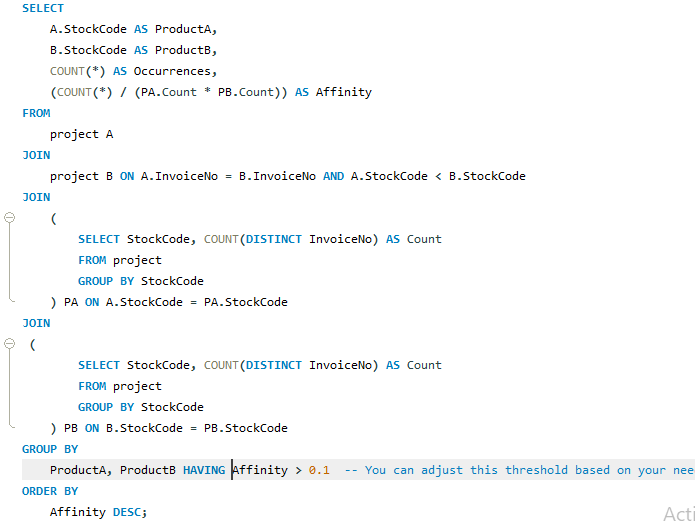 SELECT
A.StockCode AS ProductA,
B.StockCode AS ProductB,
COUNT(*) AS Occurrences,
(COUNT(*) / (PA.Count * PB.Count)) AS Affinity
FROM
project A
JOIN
project B ON A.InvoiceNo = B.InvoiceNo AND A.StockCode < B.StockCode
JOIN
(
SELECT StockCode, COUNT(DISTINCT InvoiceNo) AS Count
FROM project
GROUP BY StockCode
) PA ON A.StockCode = PA.StockCode
JOIN
(
SELECT StockCode, COUNT(DISTINCT InvoiceNo) AS Count
FROM project
GROUP BY StockCode
) PB ON B.StockCode = PB.StockCode
GROUP BY
ProductA, ProductB HAVING Affinity > 0.1 -- You can adjust this threshold based on your nee
ORDER BY
Affinity DESC;
Acti